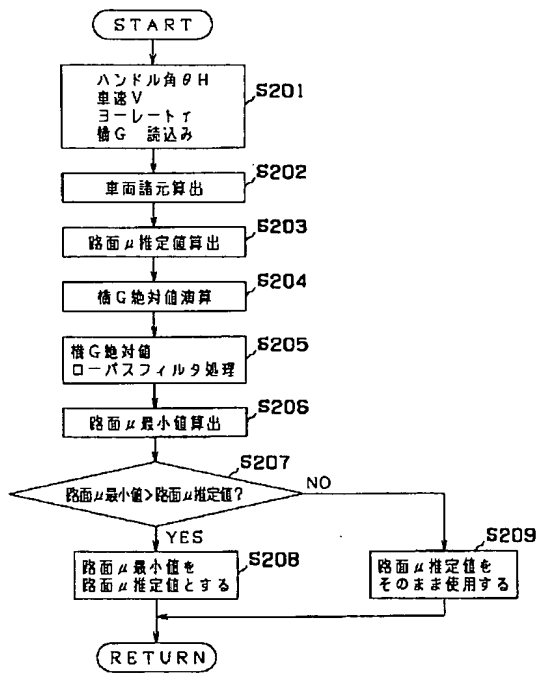 START
ハンドル角θH
車速V
ヨーレートγ
横G 読込み
S201
車両諸元算出
S202
路面μ推定値算出
S203
横G絶対値演算
S204
横G絶対値
ローパスフィルタ処理
S205
路面μ最小値算出
S206
S207
路面μ最小値>路面μ推定値?
NO
YES
路面μ最小値を
路面μ推定値とする
S208
路面μ推定値を
そのまま使用する
S209
RETURN